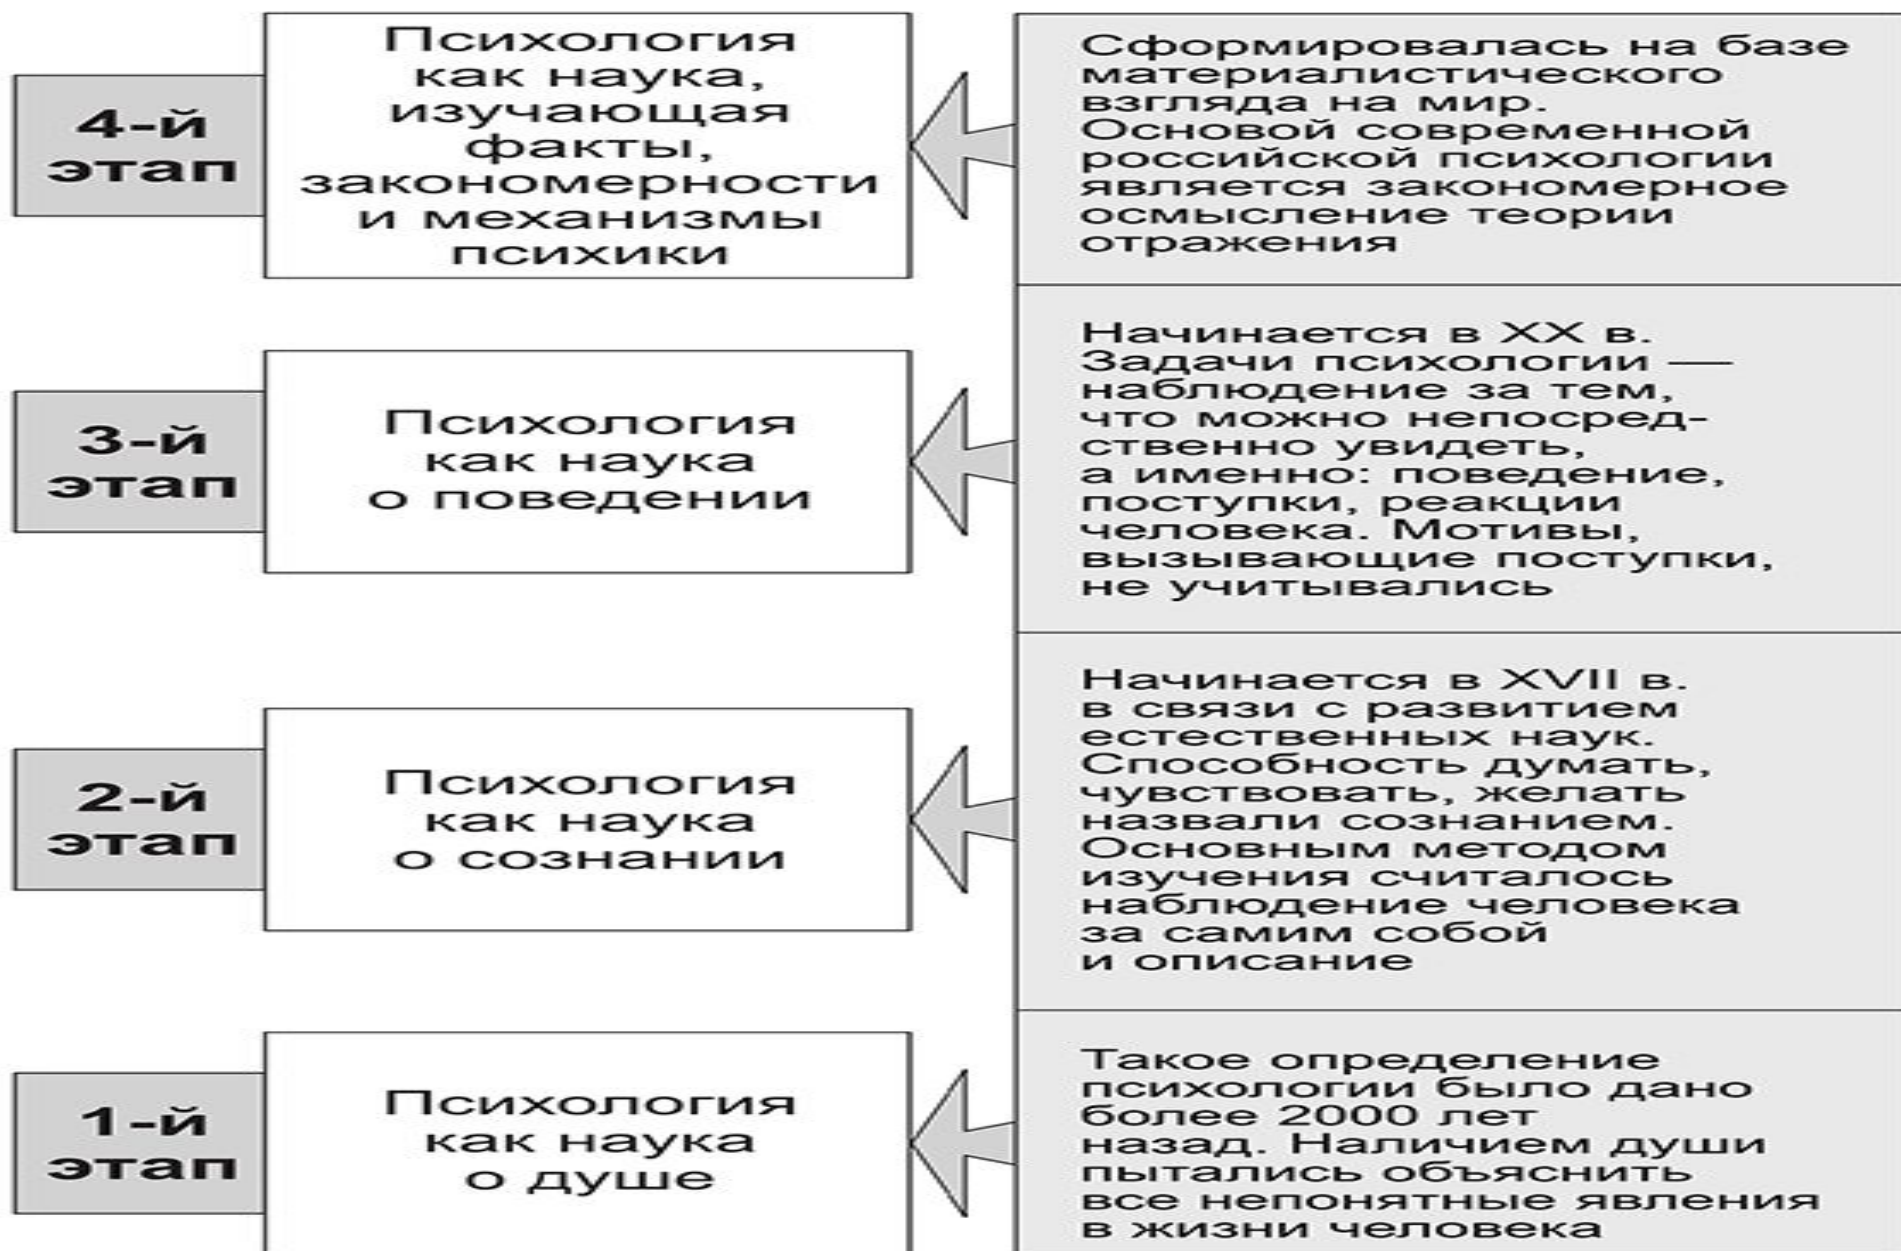 4-й
этап
Психология
как наука,
изучающая
факты,
закономерности
и механизмы
психики
Сформировалась на базе
материалистического
взгляда на мир.
Основой современной
российской психологии
является закономерное
осмысление теории
отражения
3-й
этап
Психология
как наука
о поведении
Начинается в XX в.
Задачи психологии —
наблюдение за тем,
что можно непосред-
ственно увидеть,
а именно: поведение,
поступки, реакции
человека. Мотивы,
вызывающие поступки,
не учитывались
2-й
этап
Психология
как наука
о сознании
Начинается в XVII в.
в связи с развитием
естественных наук.
Способность думать,
чувствовать, желать
назвали сознанием.
Основным методом
изучения считалось
наблюдение человека
за самим собой
и описание
1-й
этап
Психология
как наука
о душе
Такое определение
психологии было дано
более 2000 лет
назад. Наличием души
пытались объяснить
все непонятные явления
в жизни человека